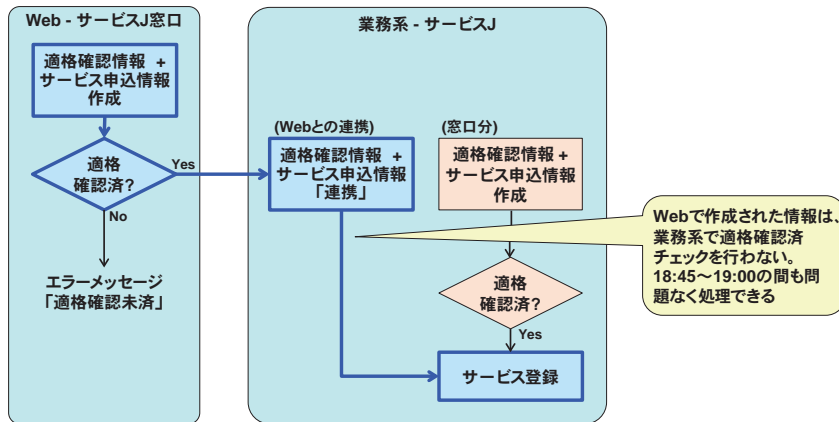 Web - サービスJ窓口
適格確認情報 +
サービス申込情報
作成
適格
確認済?
Yes
No
エラーメッセージ
「適格確認未済」
業務系 - サービスJ
(Webとの連携)
適格確認情報 +
サービス申込情報
「連携」
(窓口分)
適格確認情報 +
サービス申込情報
作成
適格
確認済?
Yes
サービス登録
Webで作成された情報は、
業務系で適格確認済
チェックを行わない。
18:45～19:00の間も問
題なく処理できる